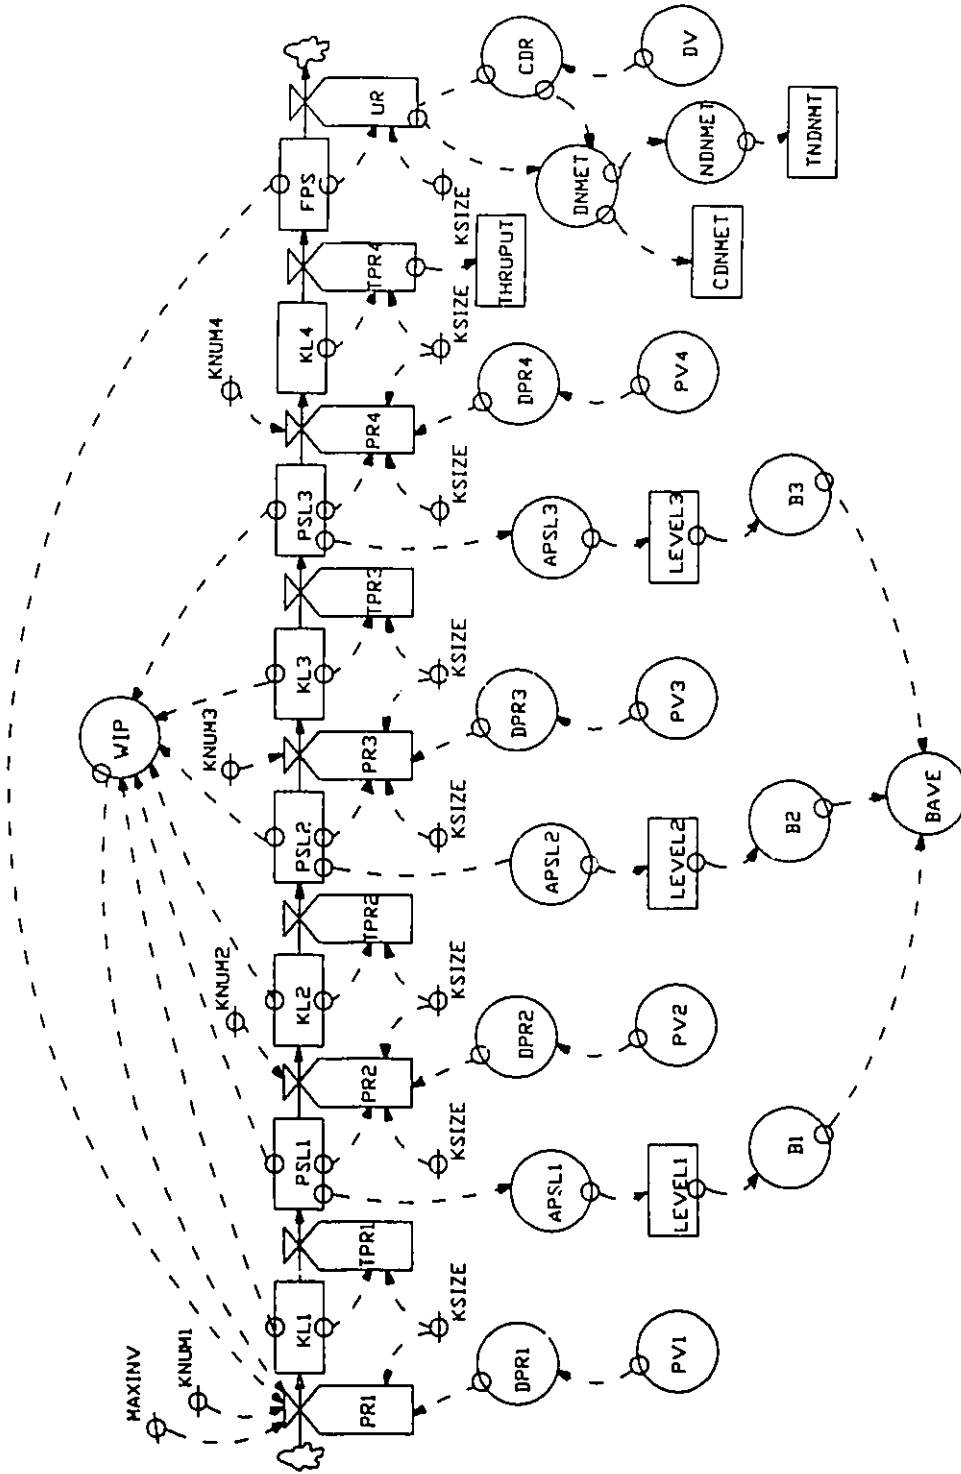 MAXINV
KNUM1
PR1
KL1
TPR1
PSL1
PR2
KNUM2
KL2
TPR2
PSL2
PR3
KNUM3
KL3
TPR3
PSL3
PR4
KNUM4
KL4
TPR4
FPS
UR
WIP
KSIZE
KSIZE
KSIZE
KSIZE
KSIZE
KSIZE
KSIZE
KSIZE
THRUPUT
DPR1
PV1
APSL1
LEVEL1
B1
DPR2
PV2
APSL2
LEVEL2
B2
DPR3
PV3
APSL3
LEVEL3
B3
BAVE
DPR4
PV4
CDR
DV
DNMET
NDNMET
TNDNMT
CDNMET